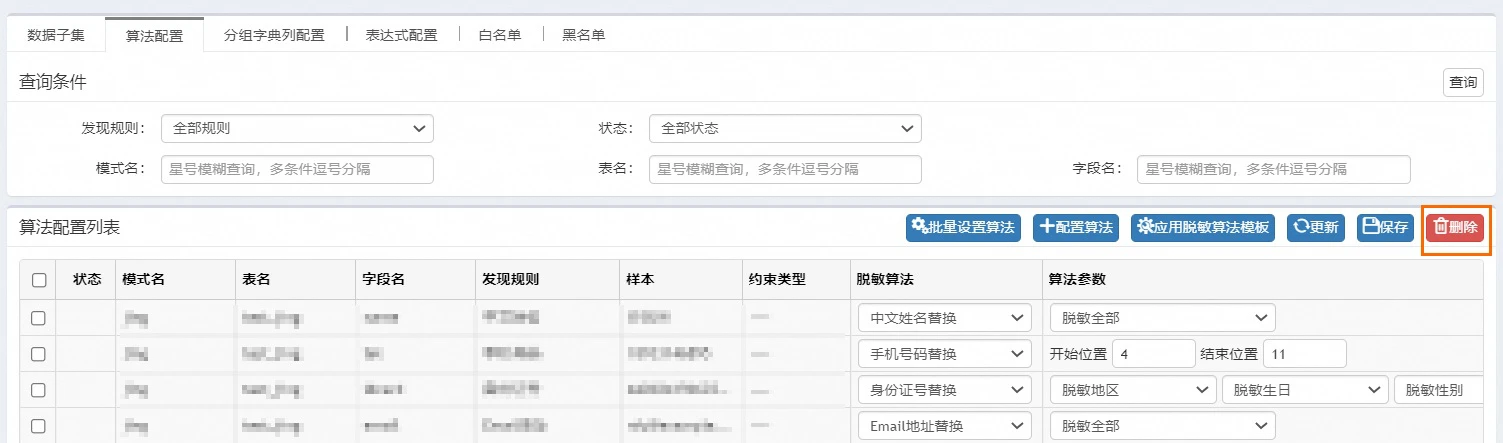 数据子集 算法配置 分组字典列配置 表达式配置 白名单 黑名单
查询条件 查询
发现规则： 全部规则 状态： 全部状态
模式名： 星号模糊查询，多条件逗号分隔 表名： 星号模糊查询，多条件逗号分隔 字段名： 星号模糊查询，多条件逗号分隔
算法配置列表 批量设置算法 配置算法 应用脱敏算法模板 更新 保存 删除
状态 模式名 表名 字段名 发现规则 样本 约束类型 脱敏算法 算法参数
中文姓名替换 脱敏全部
手机号码替换 开始位置 4 结束位置 11
身份证号替换 脱敏地区 脱敏生日 脱敏性别
Email地址替换 脱敏全部